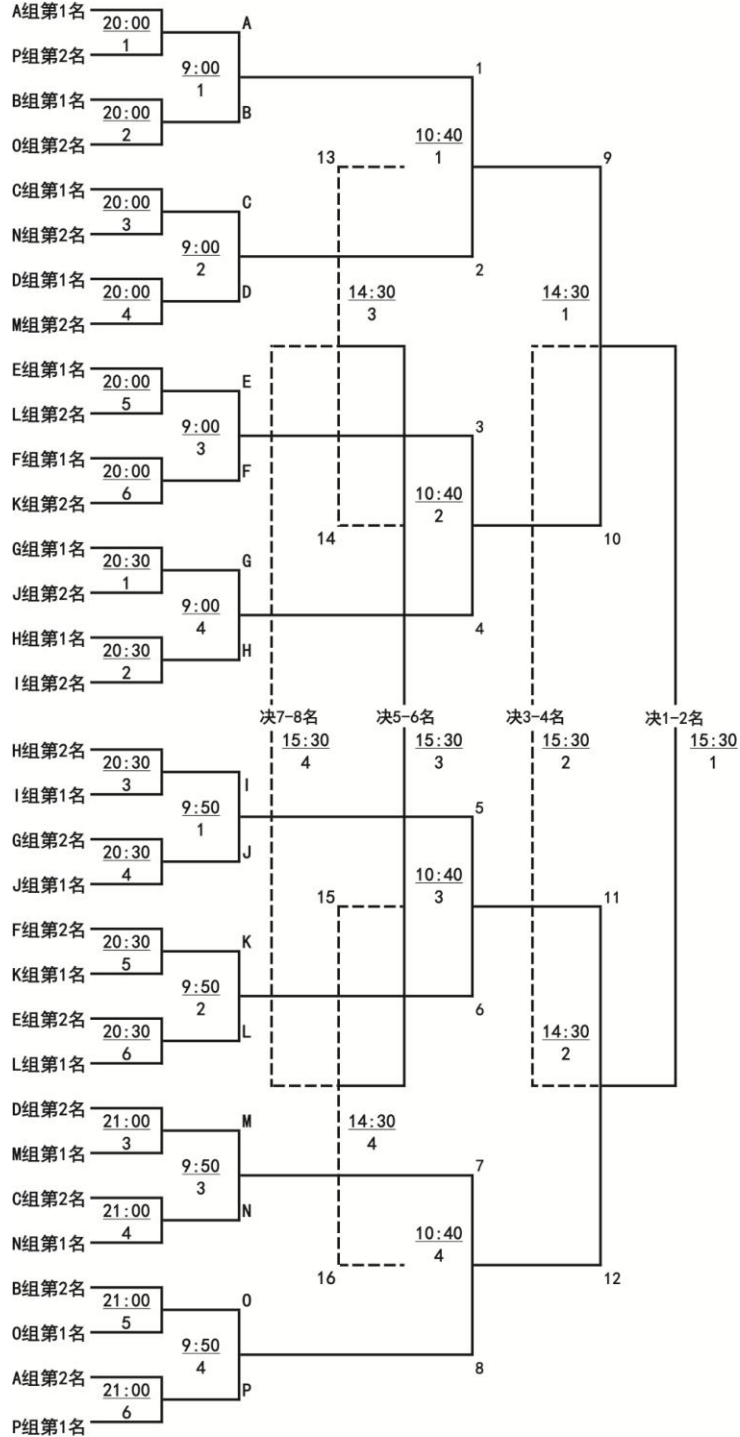 A组第1名
20:00
1
A
P组第2名
9:00
1
1
B组第1名
20:00
2
B
O组第2名
13
10:40
1
9
C组第1名
20:00
3
C
N组第2名
9:00
2
2
D组第1名
20:00
4
D
M组第2名
14:30
3
14:30
1
E组第1名
20:00
5
E
L组第2名
9:00
3
3
F组第1名
20:00
6
F
K组第2名
14
10:40
2
10
G组第1名
20:30
1
G
J组第2名
9:00
4
4
H组第1名
20:30
2
H
I组第2名
决7-8名
15:30
4
决5-6名
15:30
3
决3-4名
15:30
2
决1-2名
15:30
1
H组第2名
20:30
3
I
I组第1名
9:50
1
5
G组第2名
20:30
4
J
J组第1名
15
10:40
3
11
F组第2名
20:30
5
K
K组第1名
9:50
2
6
E组第2名
20:30
6
L
L组第1名
14:30
2
D组第2名
21:00
3
M
M组第1名
14:30
4
9:50
3
7
C组第2名
21:00
4
N
N组第1名
16
10:40
4
12
B组第2名
21:00
5
O
O组第1名
9:50
4
8
A组第2名
21:00
6
P
P组第1名